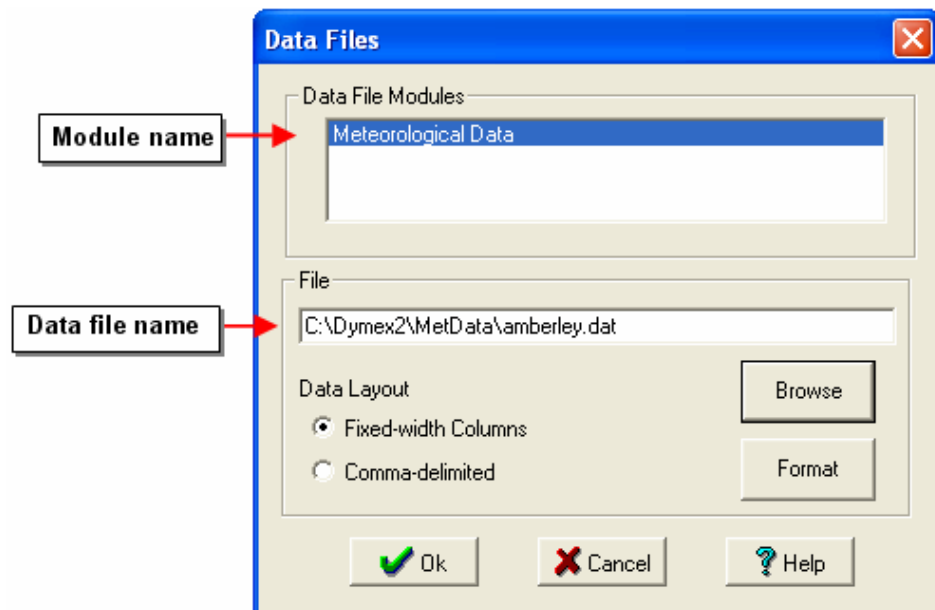 Data Files
Data File Modules
Module name
Meteorological Data
File
Data file name
C:\Dymex2\MetData\amberley.dat
Data Layout
Browse
Fixed-width Columns
Comma-delimited
Format
Ok
Cancel
? Help